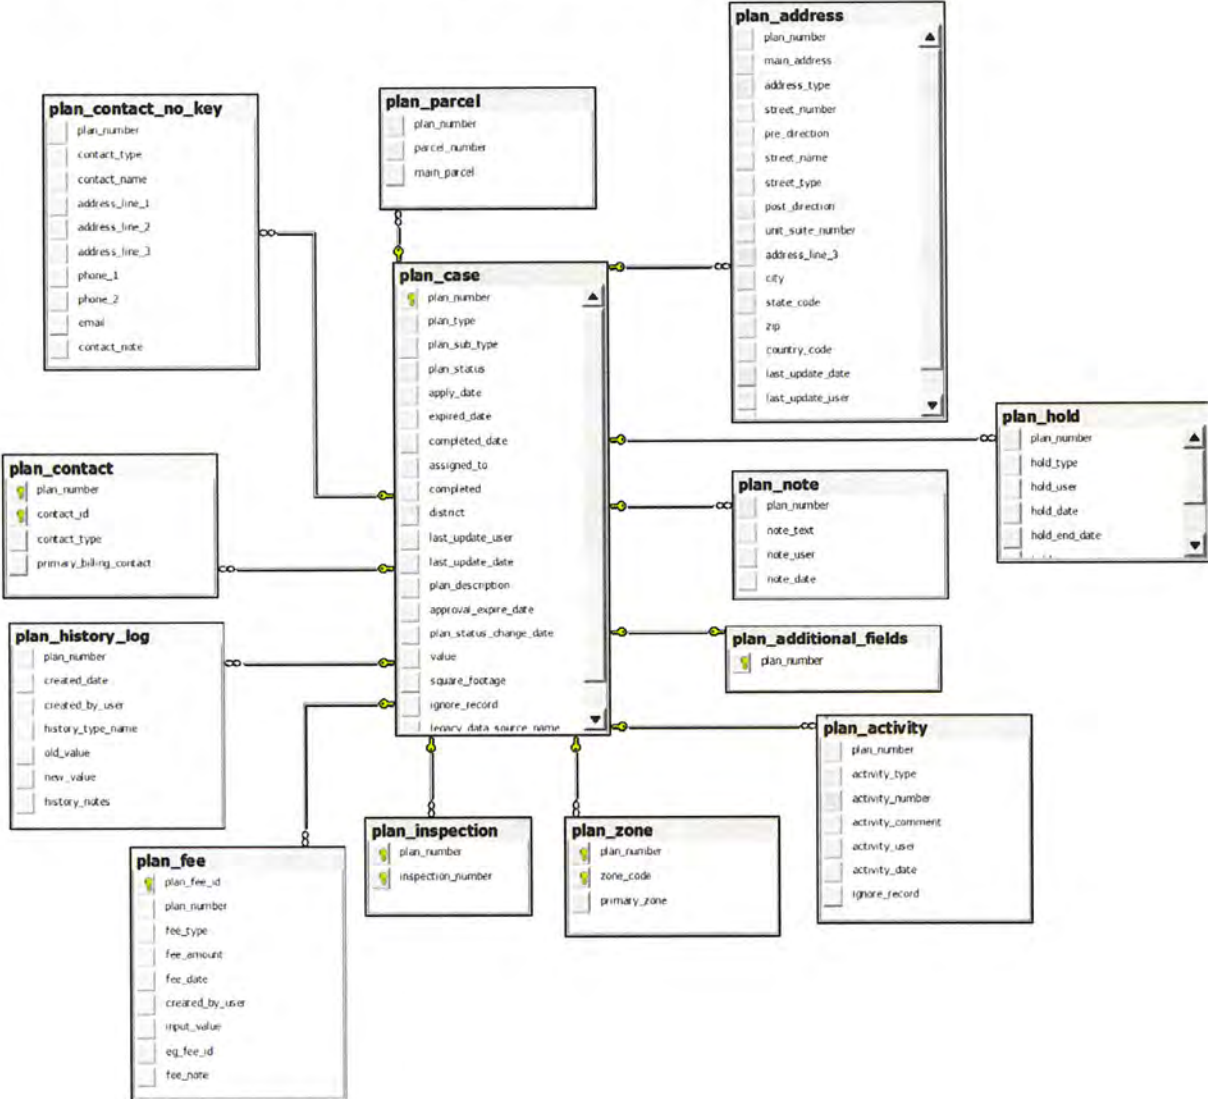 plan_address
plan_number
main_address
address_type
street_number
pre_direction
street_name
street_type
post_direction
unit_suite_number
address_line_3
city
state_code
zip
country_code
last_update_date
last_update_user
plan_parcel
plan_number
parcel_number
main_parcel
plan_contact_no_key
plan_number
contact_type
contact_name
address_line_1
address_line_2
address_line_3
phone_1
phone_2
email
contact_note
plan_case
plan_number
plan_type
plan_sub_type
plan_status
apply_date
expired_date
completed_date
assigned_to
completed
district
last_update_user
last_update_date
plan_description
approval_expire_date
plan_status_change_date
value
square_footage
ignore_record
legacy_data_source_name
plan_hold
plan_number
hold_type
hold_user
hold_date
hold_end_date
plan_contact
plan_number
contact_id
contact_type
primary_billing_contact
plan_note
plan_number
note_text
note_user
note_date
plan_history_log
plan_number
created_date
created_by_user
history_type_name
old_value
new_value
history_notes
plan_additional_fields
plan_number
plan_activity
plan_number
activity_type
activity_number
activity_comment
activity_user
activity_date
ignore_record
plan_inspection
plan_number
inspection_number
plan_zone
plan_number
zone_code
primary_zone
plan_fee
plan_fee_id
plan_number
fee_type
fee_amount
fee_date
created_by_user
input_value
eg_fee_id
fee_note